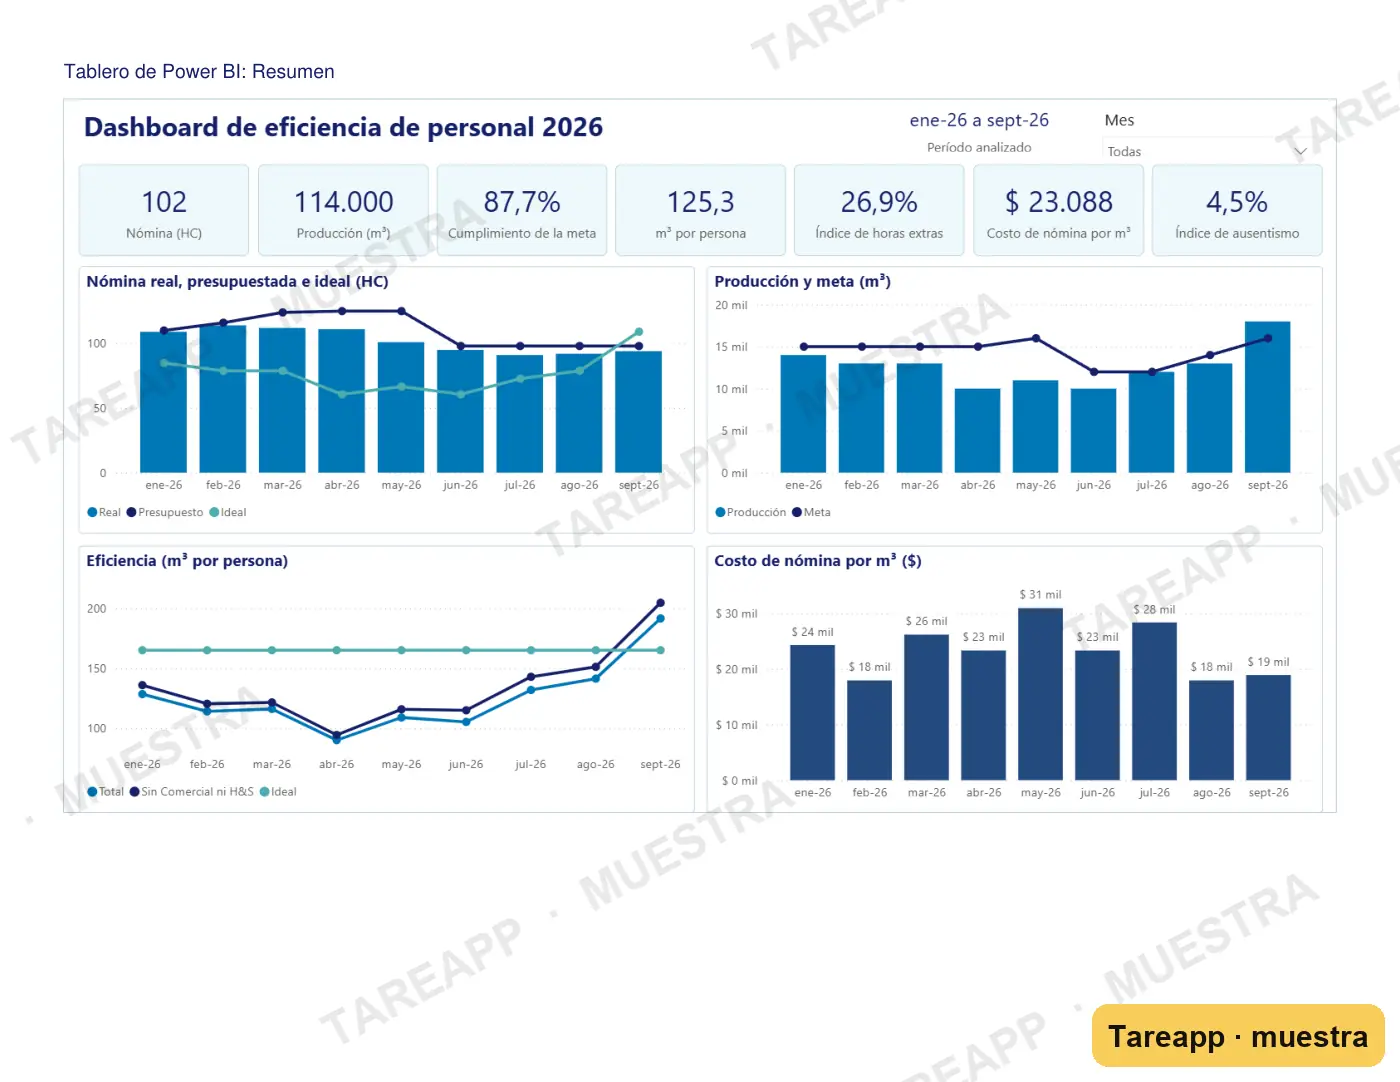 Tablero de Power BI: Resumen
Dashboard de eficiencia de personal 2026
ene-26 a sept-26
Período analizado
Mes
Todas
102
Nómina (HC)
114.000
Producción (m³)
87,7%
Cumplimiento de la meta
125,3
m³ por persona
26,9%
Índice de horas extras
$ 23.088
Costo de nómina por m³
4,5%
Índice de ausentismo
Nómina real, presupuestada e ideal (HC)
100
50
0
ene-26 feb-26 mar-26 abr-26 may-26 jun-26 jul-26 ago-26 sept-26
Real Presupuesto Ideal
Producción y meta (m³)
20 mil
15 mil
10 mil
5 mil
0 mil
ene-26 feb-26 mar-26 abr-26 may-26 jun-26 jul-26 ago-26 sept-26
Producción Meta
Eficiencia (m³ por persona)
200
150
100
ene-26 feb-26 mar-26 abr-26 may-26 jun-26 jul-26 ago-26 sept-26
Total Sin Comercial ni H&S Ideal
Costo de nómina por m³ ($)
$ 30 mil
$ 20 mil
$ 10 mil
$ 0 mil
$ 24 mil $ 18 mil $ 26 mil $ 23 mil $ 31 mil $ 23 mil $ 28 mil $ 18 mil $ 19 mil
ene-26 feb-26 mar-26 abr-26 may-26 jun-26 jul-26 ago-26 sept-26
TAREAPP · MUESTRA
TAREAPP · MUESTRA
TAREAPP · MUESTRA
TAREAPP · MUESTRA
Tareapp · muestra